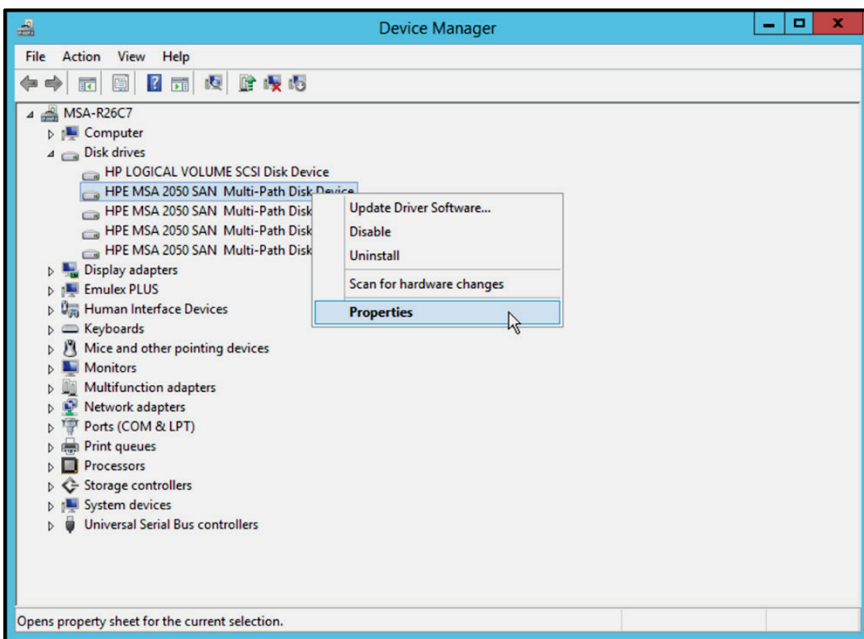 Device Manager
File Action View Help
MSA-R26C7
Computer
Disk drives
HP LOGICAL VOLUME SCSI Disk Device
HPE MSA 2050 SAN Multi-Path Disk Device
HPE MSA 2050 SAN Multi-Path Disk
HPE MSA 2050 SAN Multi-Path Disk
HPE MSA 2050 SAN Multi-Path Disk
Display adapters
Emulex PLUS
Human Interface Devices
Keyboards
Mice and other pointing devices
Monitors
Multifunction adapters
Network adapters
Ports (COM & LPT)
Print queues
Processors
Storage controllers
System devices
Universal Serial Bus controllers
Update Driver Software...
Disable
Uninstall
Scan for hardware changes
Properties
Opens property sheet for the current selection.